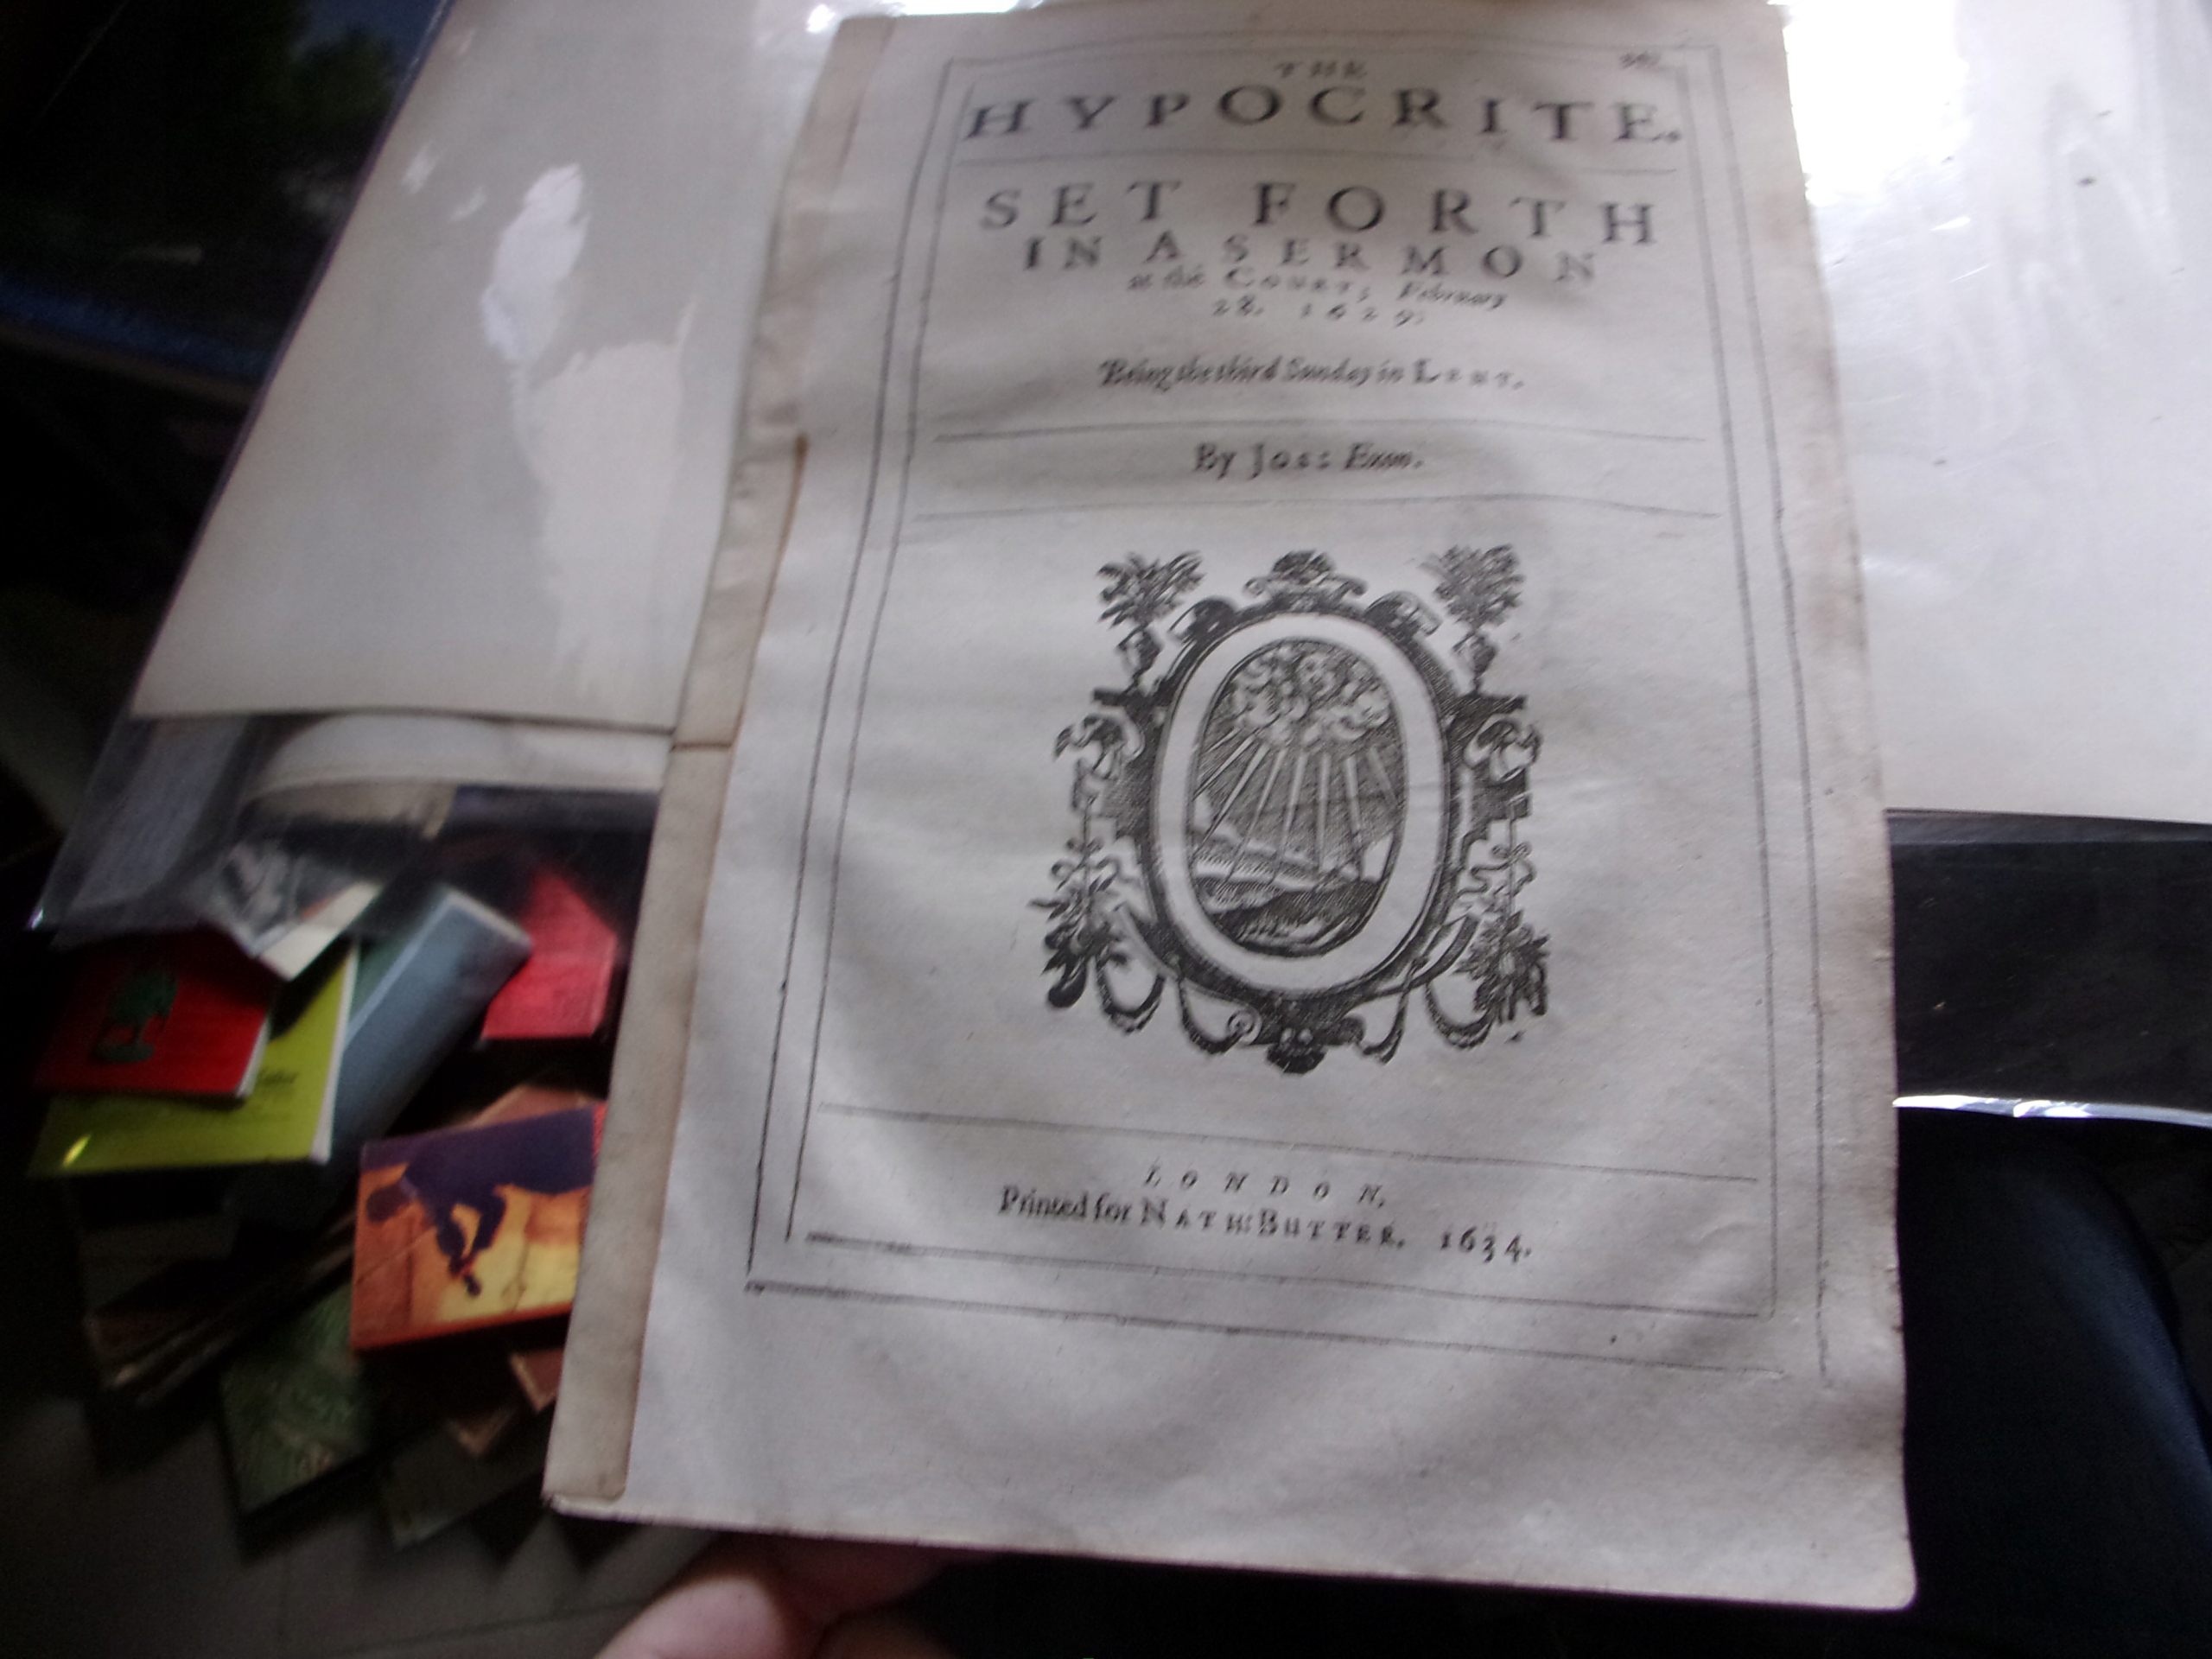 THE
HYPOCRITE.
SET FORTH
IN A SERMON
at the COURT; February
28. 1629:
Being the third Sunday in LENT.
By JOS: Exon.
LONDON,
Printed for NATH: BUTTER. 1634.